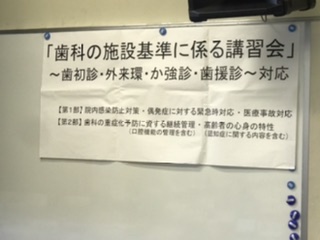 「歯科の施設基準に係る講習会」
～歯初診・外来環・か強診・歯援診～対応
【第1部】院内感染防止対策・偶発症に対する緊急時対応・医療事故対応
【第2部】歯科の重症化予防に資する継続管理・高齢者の心身の特性
（口腔機能の管理を含む）（認知症に関する内容を含む）